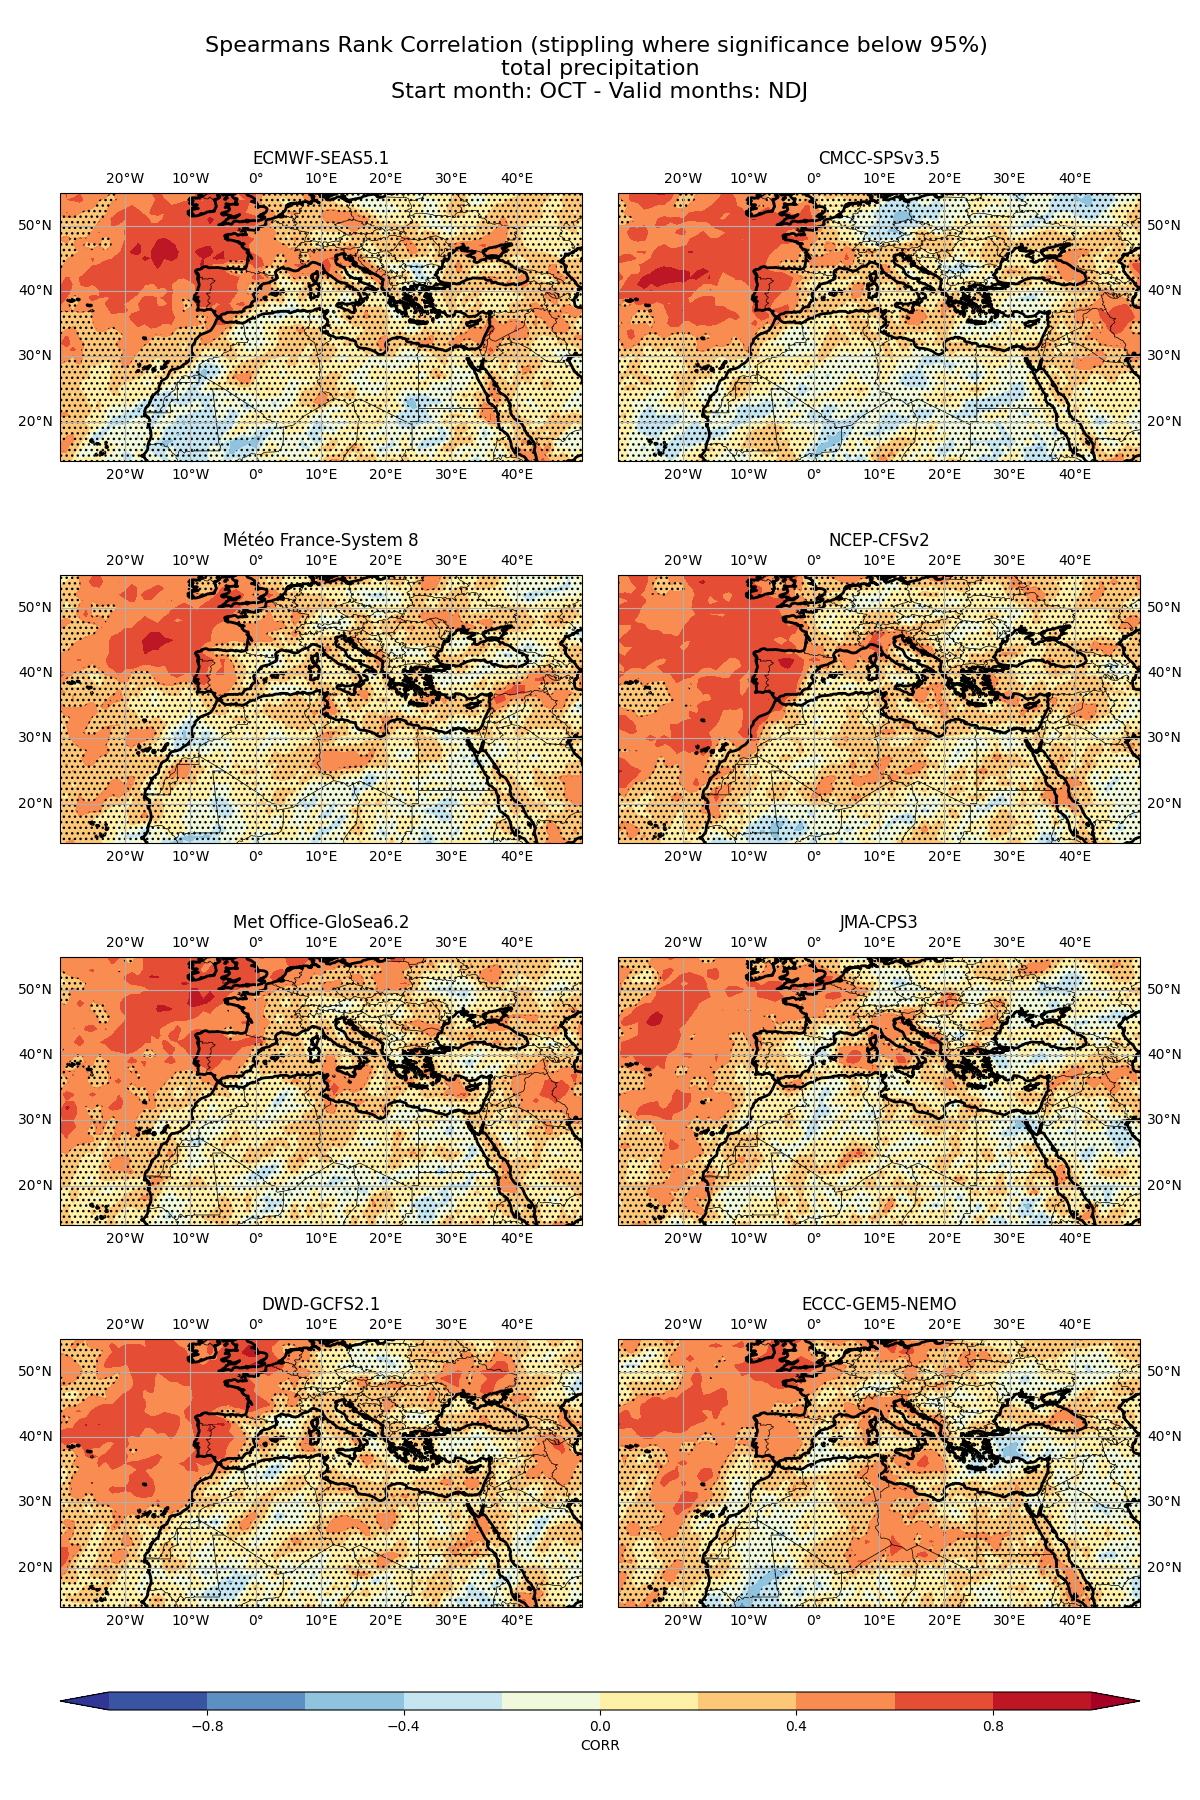 Spearmans Rank Correlation (stippling where significance below 95%)
total precipitation
Start month: OCT - Valid months: NDJ
ECMWF-SEAS5.1 CMCC-SPSv3.5
20°W 10°W 0° 10°E 20°E 30°E 40°E 20°W 10°W 0° 10°E 20°E 30°E 40°E
50°N 50°N
40°N 40°N
30°N 30°N
20°N 20°N
20°W 10°W 0° 10°E 20°E 30°E 40°E 20°W 10°W 0° 10°E 20°E 30°E 40°E
Météo France-System 8 NCEP-CFSv2
20°W 10°W 0° 10°E 20°E 30°E 40°E 20°W 10°W 0° 10°E 20°E 30°E 40°E
50°N 50°N
40°N 40°N
30°N 30°N
20°N 20°N
20°W 10°W 0° 10°E 20°E 30°E 40°E 20°W 10°W 0° 10°E 20°E 30°E 40°E
Met Office-GloSea6.2 JMA-CPS3
20°W 10°W 0° 10°E 20°E 30°E 40°E 20°W 10°W 0° 10°E 20°E 30°E 40°E
50°N 50°N
40°N 40°N
30°N 30°N
20°N 20°N
20°W 10°W 0° 10°E 20°E 30°E 40°E 20°W 10°W 0° 10°E 20°E 30°E 40°E
DWD-GCFS2.1 ECCC-GEM5-NEMO
20°W 10°W 0° 10°E 20°E 30°E 40°E 20°W 10°W 0° 10°E 20°E 30°E 40°E
50°N 50°N
40°N 40°N
30°N 30°N
20°N 20°N
20°W 10°W 0° 10°E 20°E 30°E 40°E 20°W 10°W 0° 10°E 20°E 30°E 40°E
−0.8 −0.4 0.0 0.4 0.8
CORR